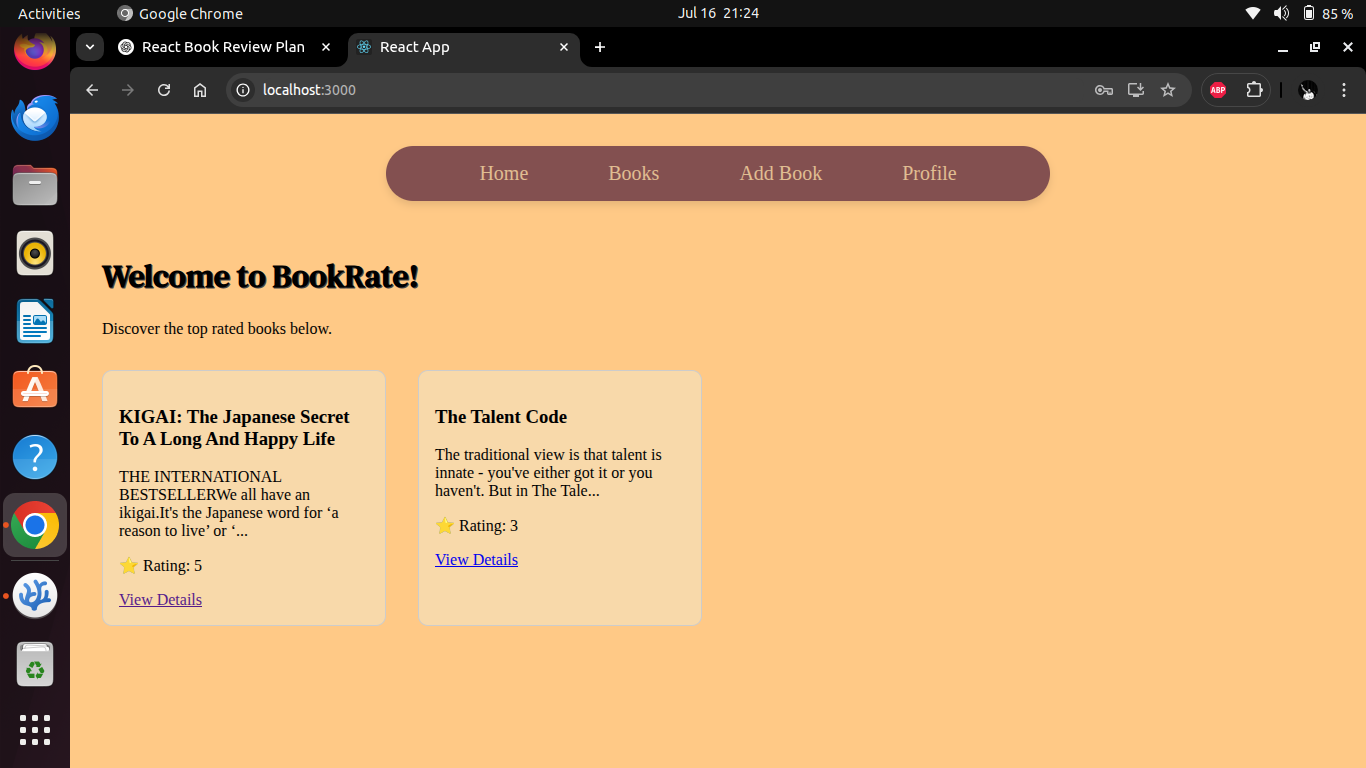 Activities
Google Chrome
Jul 16 21:24
85 %
React Book Review Plan
React App
localhost:3000
ABP
Home
Books
Add Book
Profile
Welcome to BookRate!
Discover the top rated books below.
KIGAI: The Japanese Secret
To A Long And Happy Life
THE INTERNATIONAL
BESTSELLERWe all have an
ikigai.It's the Japanese word for ‘a
reason to live’ or ‘...
⭐ Rating: 5
View Details
The Talent Code
The traditional view is that talent is
innate - you've either got it or you
haven't. But in The Tale...
⭐ Rating: 3
View Details